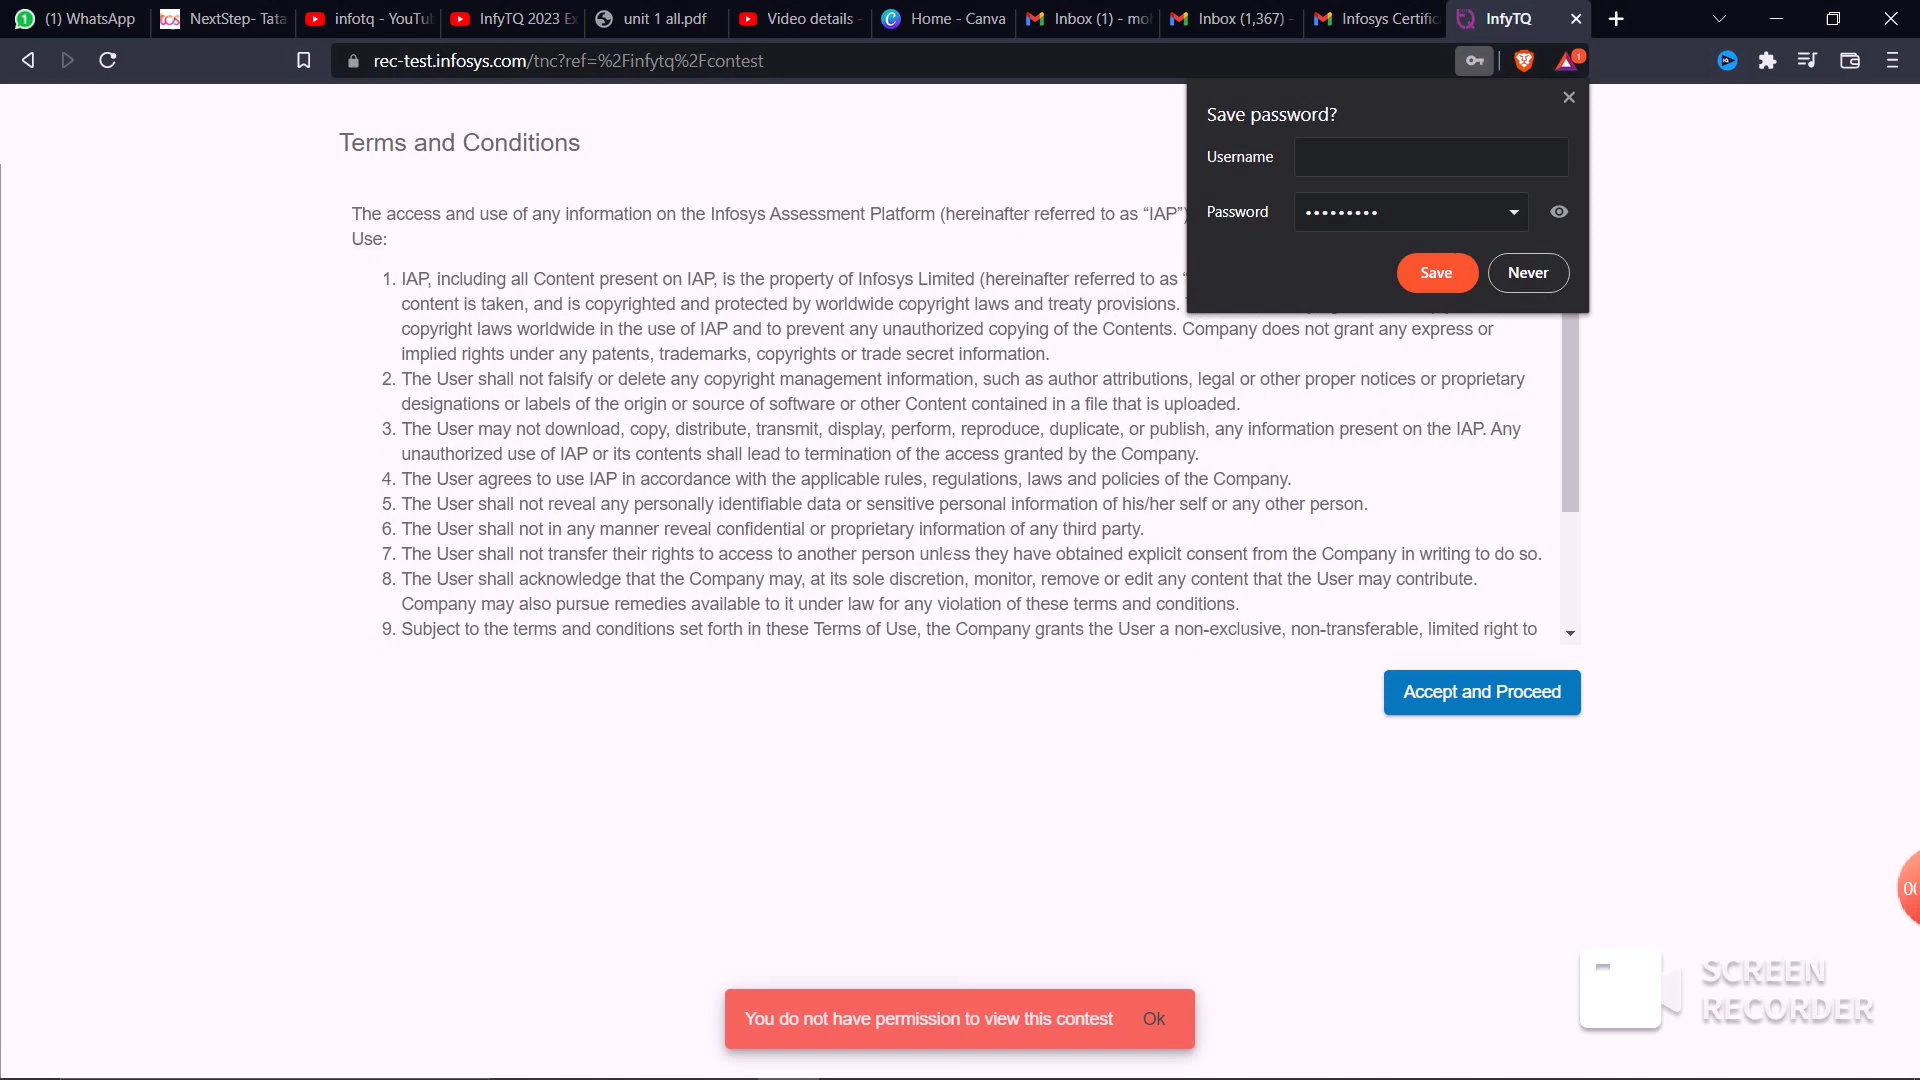 (1) WhatsApp
NextStep- Tata
infotq - YouTu
InfyTQ 2023 Ex
unit 1 all.pdf
Video details -
Home - Canva
Inbox (1) - mo
Inbox (1,367) -
Infosys Certific
InfyTQ
rec-test.infosys.com/tnc?ref=%2Finfytq%2Fcontest
1
Save password?
Username
Password
Save
Never
Terms and Conditions
The access and use of any information on the Infosys Assessment Platform (hereinafter referred to as “IAP”)
Use:
1. IAP, including all Content present on IAP, is the property of Infosys Limited (hereinafter referred to as “
content is taken, and is copyrighted and protected by worldwide copyright laws and treaty provisions.
copyright laws worldwide in the use of IAP and to prevent any unauthorized copying of the Contents. Company does not grant any express or
implied rights under any patents, trademarks, copyrights or trade secret information.
2. The User shall not falsify or delete any copyright management information, such as author attributions, legal or other proper notices or proprietary
designations or labels of the origin or source of software or other Content contained in a file that is uploaded.
3. The User may not download, copy, distribute, transmit, display, perform, reproduce, duplicate, or publish, any information present on the IAP. Any
unauthorized use of IAP or its contents shall lead to termination of the access granted by the Company.
4. The User agrees to use IAP in accordance with the applicable rules, regulations, laws and policies of the Company.
5. The User shall not reveal any personally identifiable data or sensitive personal information of his/her self or any other person.
6. The User shall not in any manner reveal confidential or proprietary information of any third party.
7. The User shall not transfer their rights to access to another person unless they have obtained explicit consent from the Company in writing to do so.
8. The User shall acknowledge that the Company may, at its sole discretion, monitor, remove or edit any content that the User may contribute.
Company may also pursue remedies available to it under law for any violation of these terms and conditions.
9. Subject to the terms and conditions set forth in these Terms of Use, the Company grants the User a non-exclusive, non-transferable, limited right to
Accept and Proceed
SCREEN
RECORDER
You do not have permission to view this contest Ok